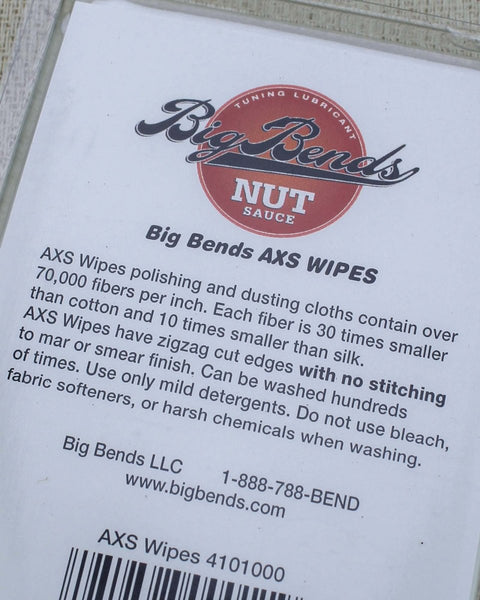 TUNING LUBRICANT
Big Bends
NUT
SAUCE
Big Bends AXS WIPES
AXS Wipes polishing and dusting cloths contain over
70,000 fibers per inch. Each fiber is 30 times smaller
than cotton and 10 times smaller than silk.
AXS Wipes have zigzag cut edges with no stitching
to mar or smear finish. Can be washed hundreds
of times. Use only mild detergents. Do not use bleach,
fabric softeners, or harsh chemicals when washing.
Big Bends LLC 1-888-788-BEND
www.bigbends.com
AXS Wipes 4101000